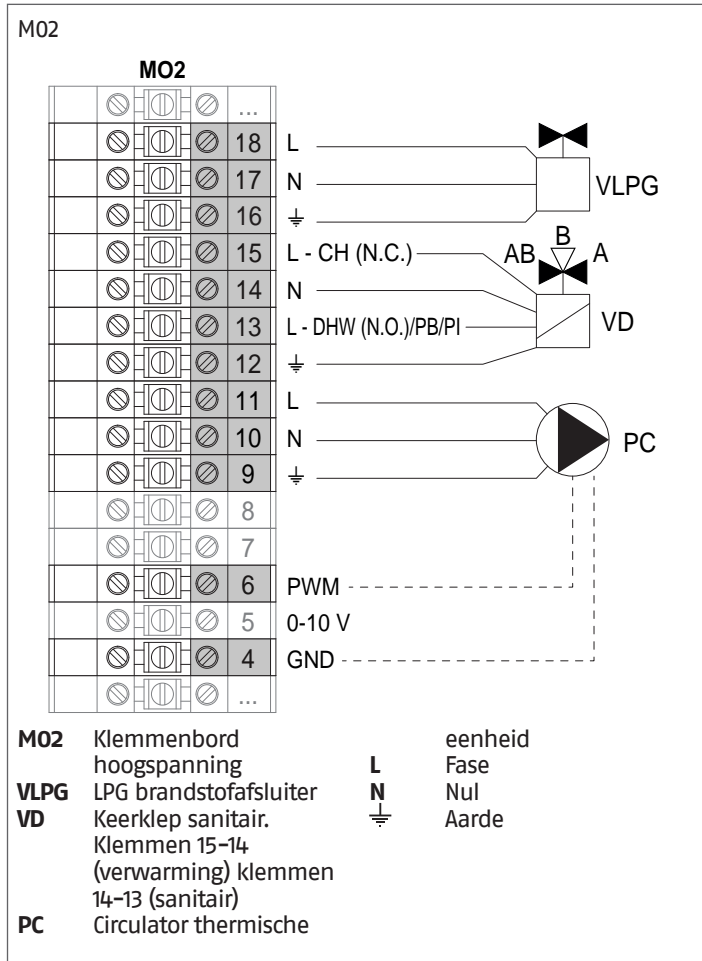 M02
MO2
...
18 L
17 N VLPG
16 ⏚
15 L - CH (N.C.) AB B A
14 N
13 L - DHW (N.O.)/PB/PI VD
12 ⏚
11 L
10 N PC
9 ⏚
8
7
6 PWM
5 0-10 V
4 GND
...
M02 Klemmenbord
hoogspanning
VLPG LPG brandstofafsluiter
VD Keerklep sanitair.
Klemmen 15-14
(verwarming) klemmen
14-13 (sanitair)
PC Circulator thermische
eenheid
L Fase
N Nul
⏚ Aarde